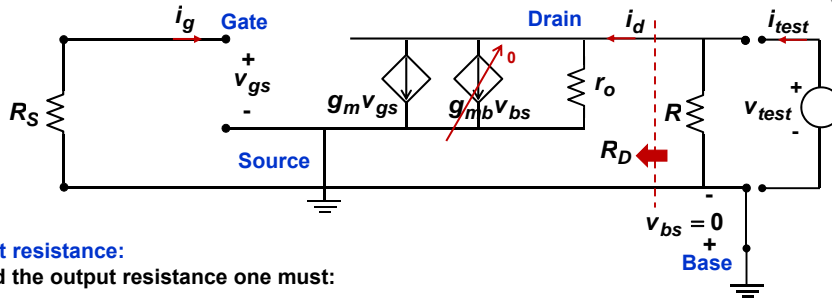 i_g Gate Drain i_d i_test
+
v_gs
-
0
R_S
g_m v_gs g_mb v_bs
r_o
R
+
v_test
-
Source
R_D
-
v_bs = 0
+
Base
t resistance:
d the output resistance one must: